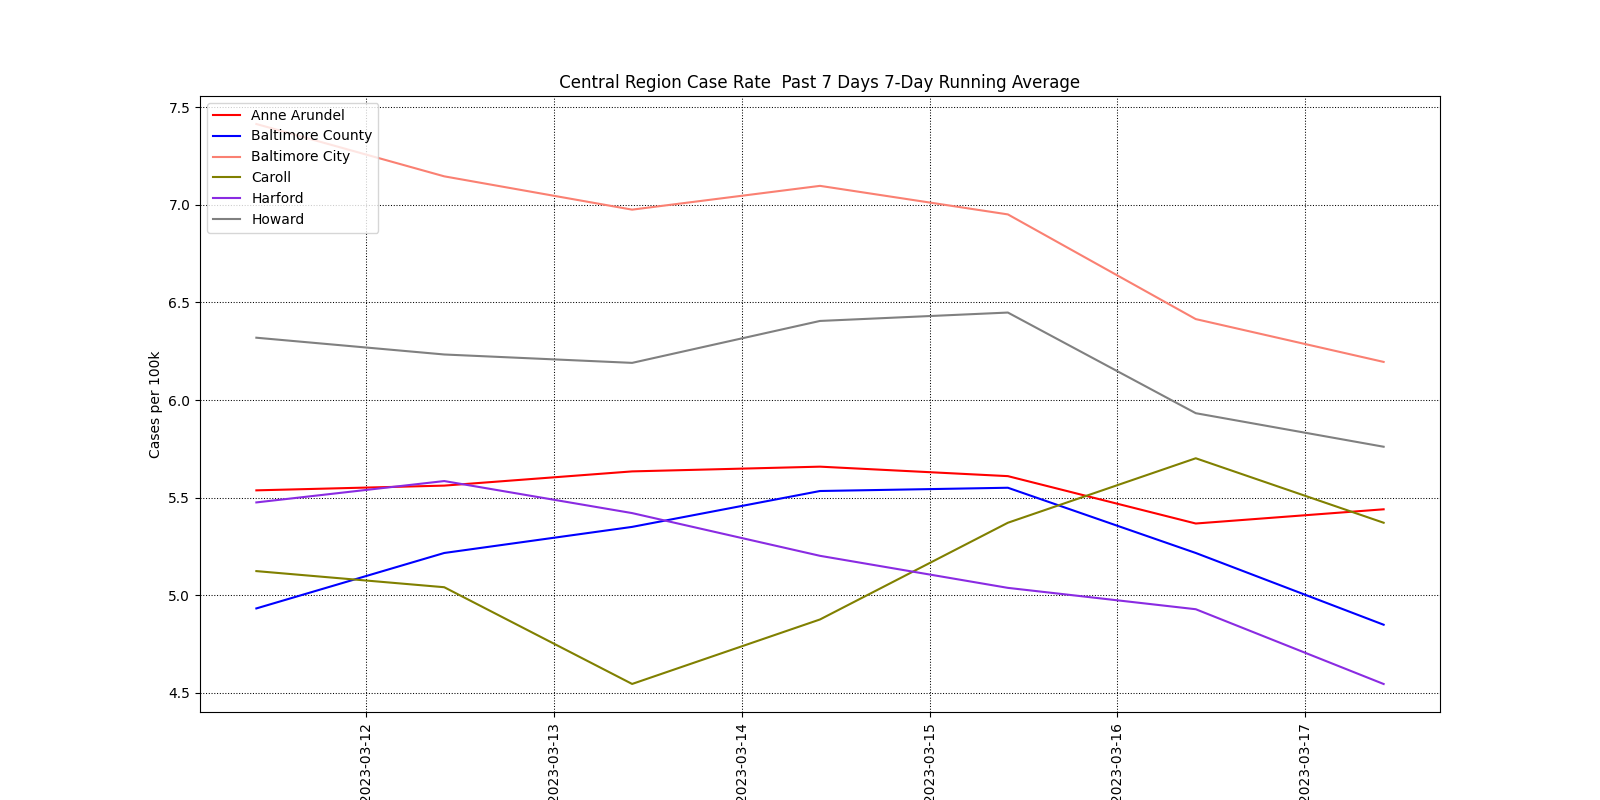 Central Region Case Rate  Past 7 Days 7-Day Running Average
7.5
7.0
6.5
6.0
5.5
5.0
4.5
Cases per 100k
Anne Arundel
Baltimore County
Baltimore City
Caroll
Harford
Howard
2023-03-12
2023-03-13
2023-03-14
2023-03-15
2023-03-16
2023-03-17